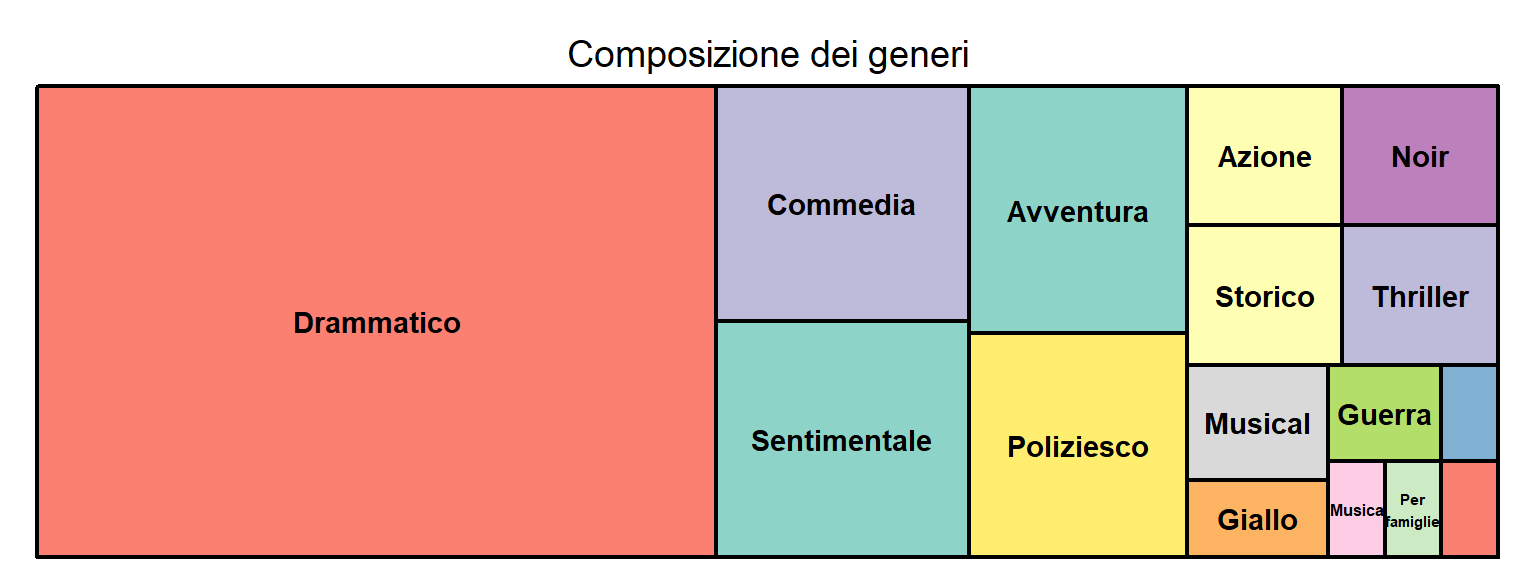 Composizione dei generi
Drammatico
Commedia
Sentimentale
Avventura
Poliziesco
Azione
Noir
Storico
Thriller
Musical
Giallo
Guerra
Musica
Per
famiglie